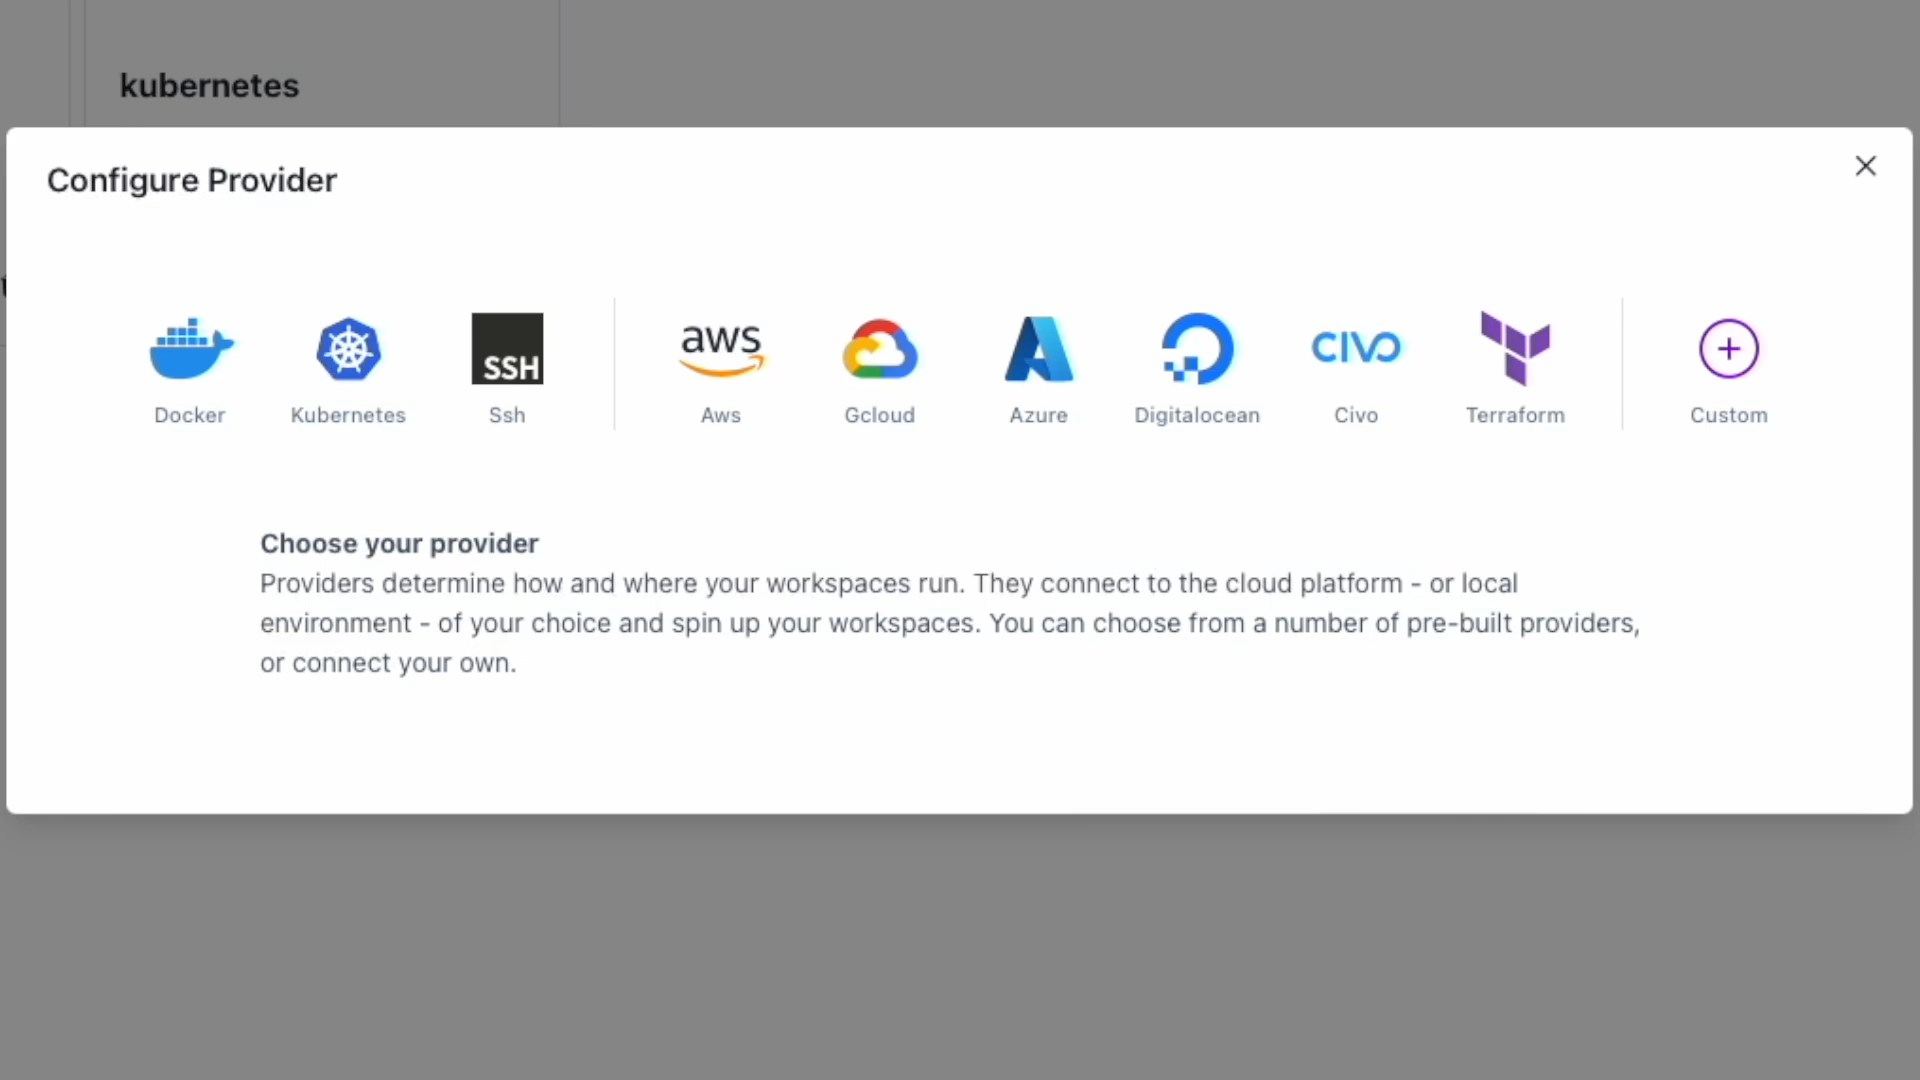 kubernetes
Configure Provider
SSH
aws
CIVO
Docker
Kubernetes
Ssh
Aws
Gcloud
Azure
Digitalocean
Civo
Terraform
Custom
Choose your provider
Providers determine how and where your workspaces run. They connect to the cloud platform - or local
environment - of your choice and spin up your workspaces. You can choose from a number of pre-built providers,
or connect your own.